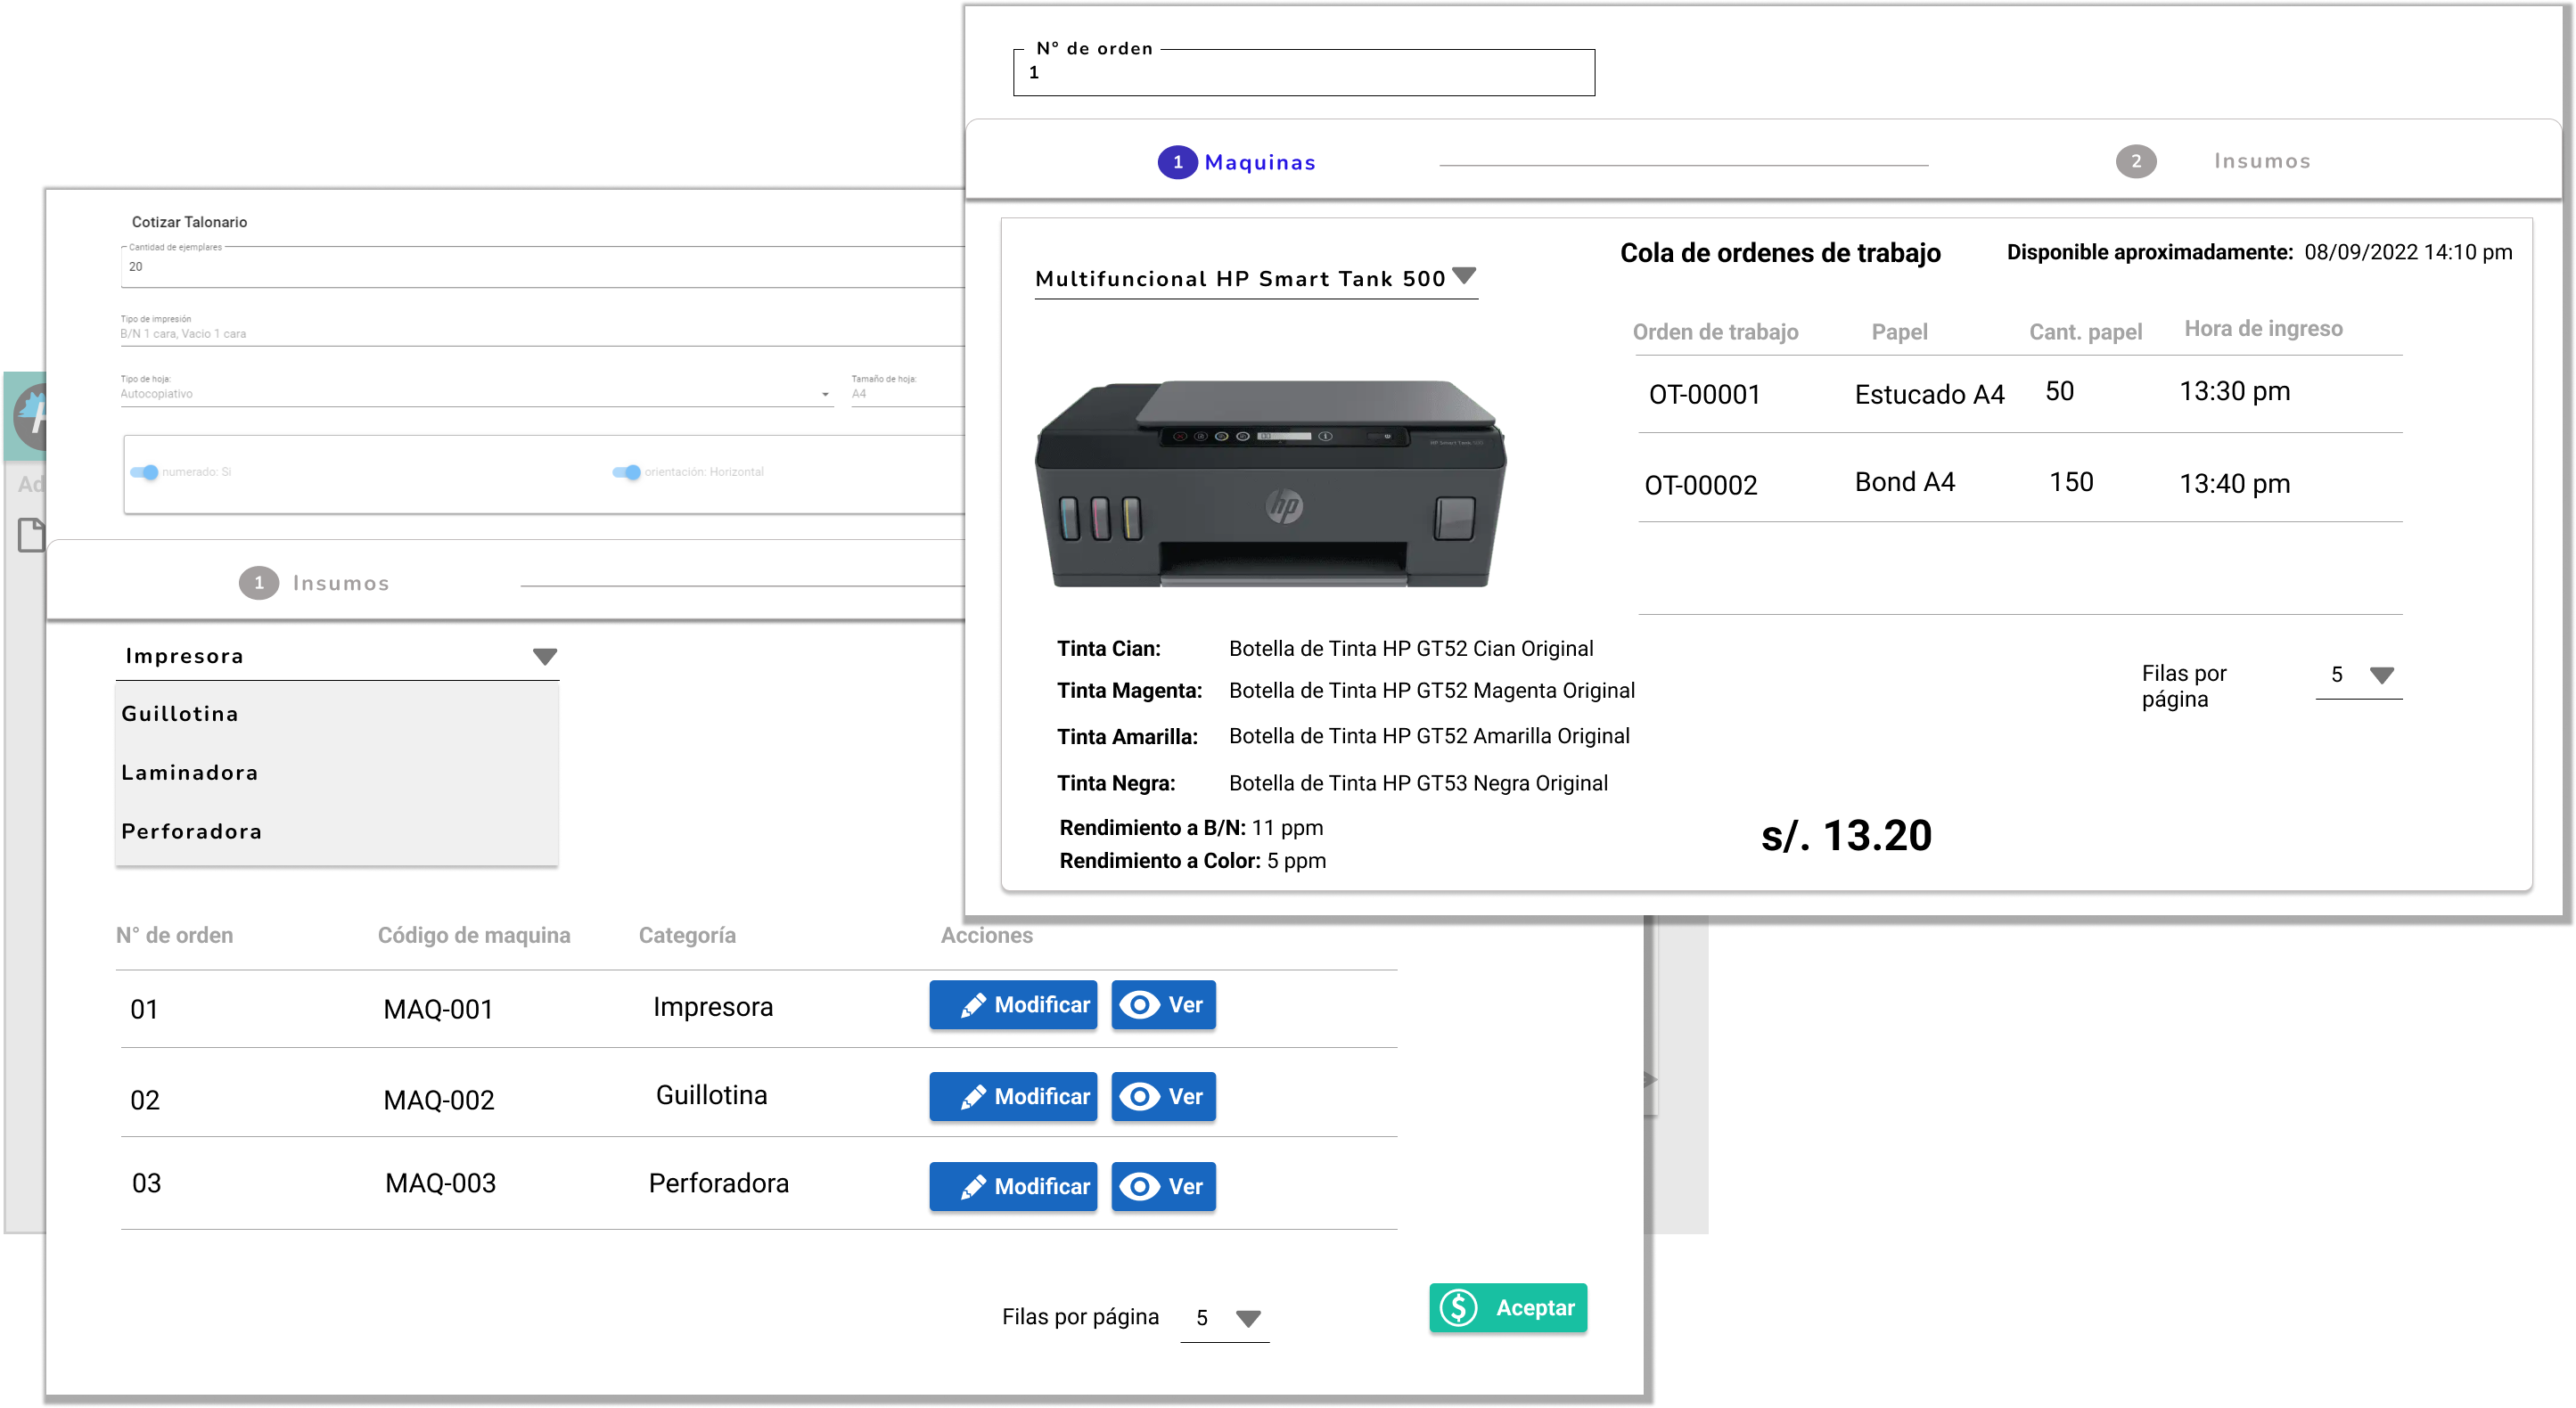 N° de orden
1
1 Maquinas
2 Insumos
Multifuncional HP Smart Tank 500
Cola de ordenes de trabajo
Disponible aproximadamente: 08/09/2022 14:10 pm
Orden de trabajo Papel Cant. papel Hora de ingreso
OT-00001 Estucado A4 50 13:30 pm
OT-00002 Bond A4 150 13:40 pm
hp
Tinta Cian: Botella de Tinta HP GT52 Cian Original
Tinta Magenta: Botella de Tinta HP GT52 Magenta Original
Tinta Amarilla: Botella de Tinta HP GT52 Amarilla Original
Tinta Negra: Botella de Tinta HP GT53 Negra Original
Rendimiento a B/N: 11 ppm
Rendimiento a Color: 5 ppm
Filas por
página
5
s/. 13.20
Cotizar Talonario
Cantidad de ejemplares
20
Tipo de impresión
B/N 1 cara, Vacio 1 cara
Tipo de hoja:
Autocopiativo
Tamaño de hoja:
A4
numerado: Si
orientación: Horizontal
Ad
1 Insumos
Impresora
Guillotina
Laminadora
Perforadora
N° de orden Código de maquina Categoría Acciones
01 MAQ-001 Impresora Modificar Ver
02 MAQ-002 Guillotina Modificar Ver
03 MAQ-003 Perforadora Modificar Ver
Filas por página 5
$ Aceptar